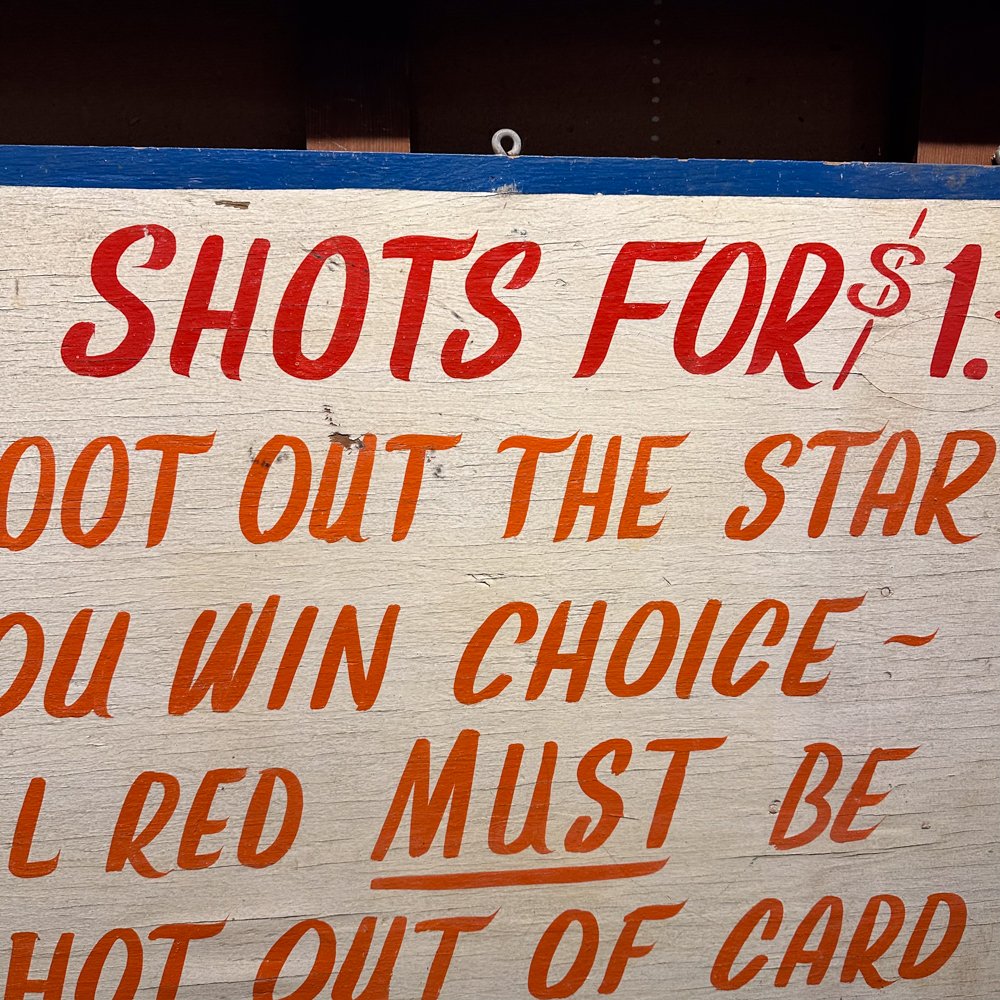 SHOTS FOR $1.
OOT OUT THE STAR
OU WIN CHOICE ~
L RED MUST BE
HOT OUT OF CARD